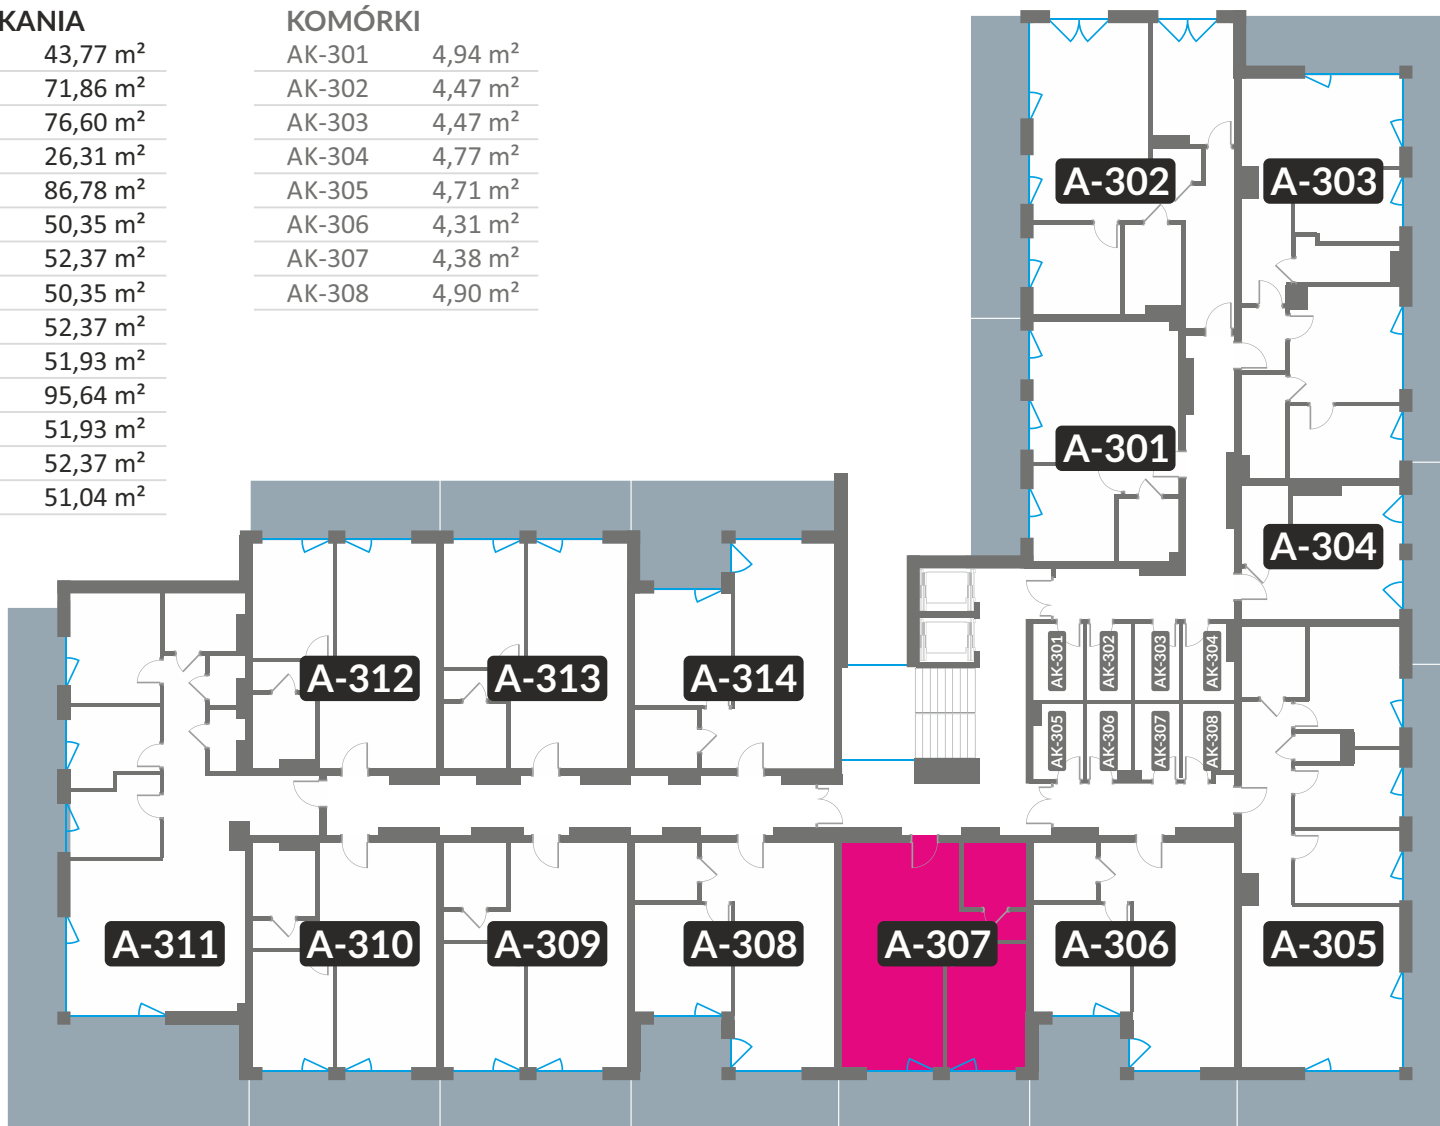 KANIA
43,77 m²
71,86 m²
76,60 m²
26,31 m²
86,78 m²
50,35 m²
52,37 m²
50,35 m²
52,37 m²
51,93 m²
95,64 m²
51,93 m²
52,37 m²
51,04 m²
KOMÓRKI
AK-301 4,94 m²
AK-302 4,47 m²
AK-303 4,47 m²
AK-304 4,77 m²
AK-305 4,71 m²
AK-306 4,31 m²
AK-307 4,38 m²
AK-308 4,90 m²
A-302
A-303
A-301
A-304
AK-301
AK-302
AK-303
AK-304
A-312
A-313
A-314
AK-305
AK-306
AK-307
AK-308
A-311
A-310
A-309
A-308
A-307
A-306
A-305